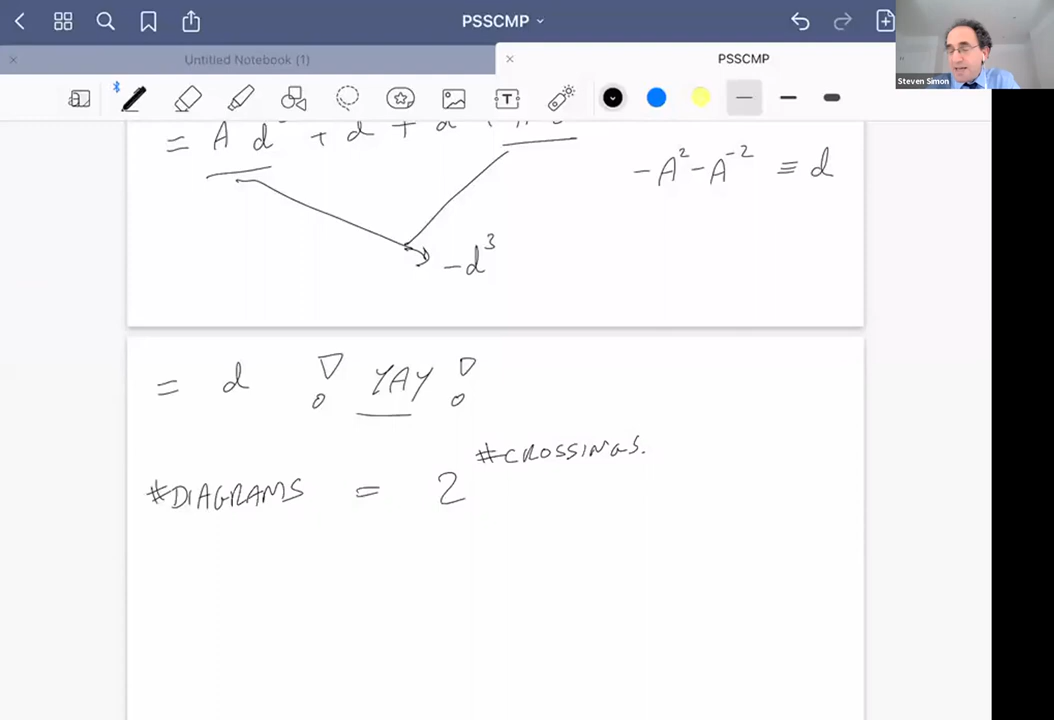 PSSCMP
Untitled Notebook (1)
PSSCMP
Steven Simon
= A d + d +
-A² - A⁻² ≡ d
-d³
= d ! YAY !
#CROSSINGS.
#DIAGRAMS = 2